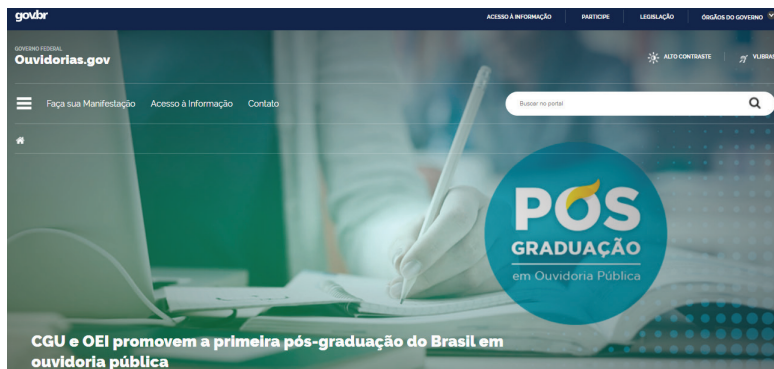 gov.br
ACESSO À INFORMAÇÃO PARTICIPE LEGISLAÇÃO ÓRGÃOS DO GOVERNO
GOVERNO FEDERAL
Ouvidorias.gov
ALTO CONTRASTE VLIBRAS
Faça sua Manifestação Acesso à Informação Contato
Buscar no portal
PÓS
GRADUAÇÃO
em Ouvidoria Pública
CGU e OEI promovem a primeira pós-graduação do Brasil em
ouvidoria pública